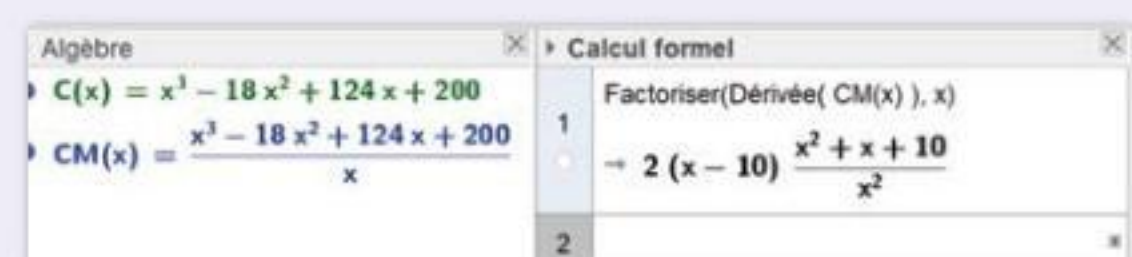 Algèbre
C(x) = x³ – 18 x² + 124 x + 200
CM(x) = (x³ – 18 x² + 124 x + 200) / x
Calcul formel
1
Factoriser(Dérivée( CM(x) ), x)
→ 2 (x – 10) (x² + x + 10) / x²
2